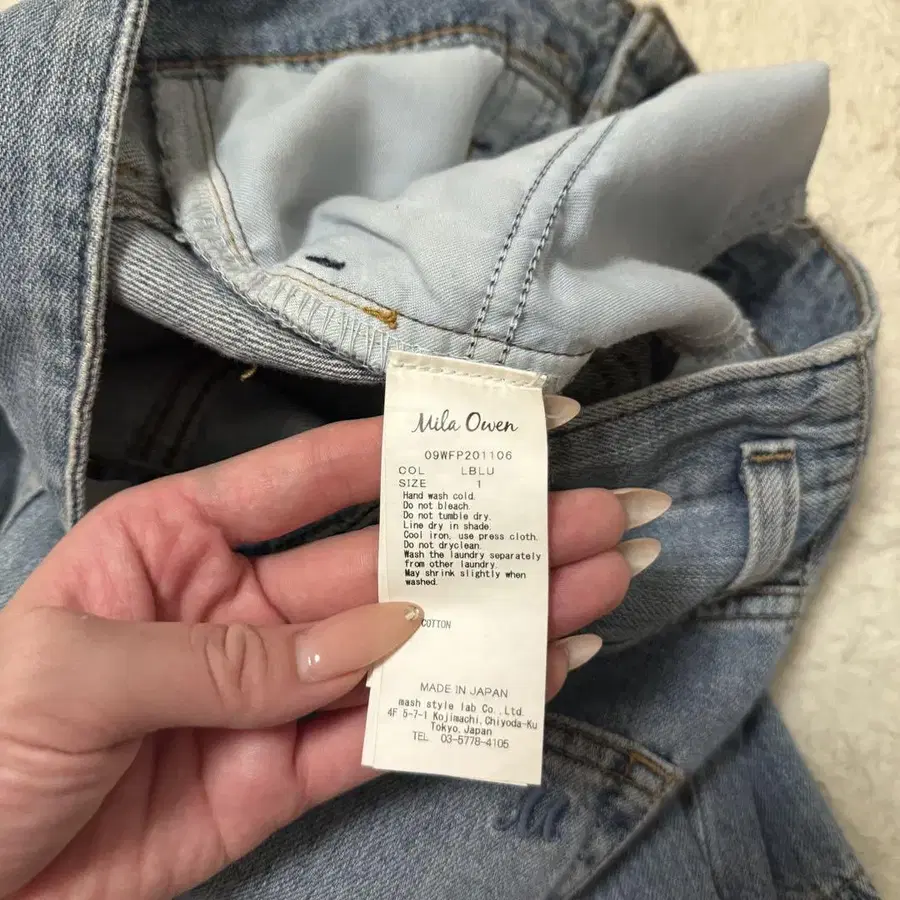 Mila Owen
09WFP201106
COL LBLU
SIZE 1
Hand wash cold.
Do not bleach.
Do not tumble dry.
Line dry in shade.
Cool iron, use press cloth.
Do not dryclean.
Wash the laundry separately
from other laundry.
May shrink slightly when
washed.
COTTON
MADE IN JAPAN
mash style lab Co.,Ltd.
4F 5-7-1 Kojimachi,Chiyoda-Ku
Tokyo,Japan
TEL 03-5778-4105